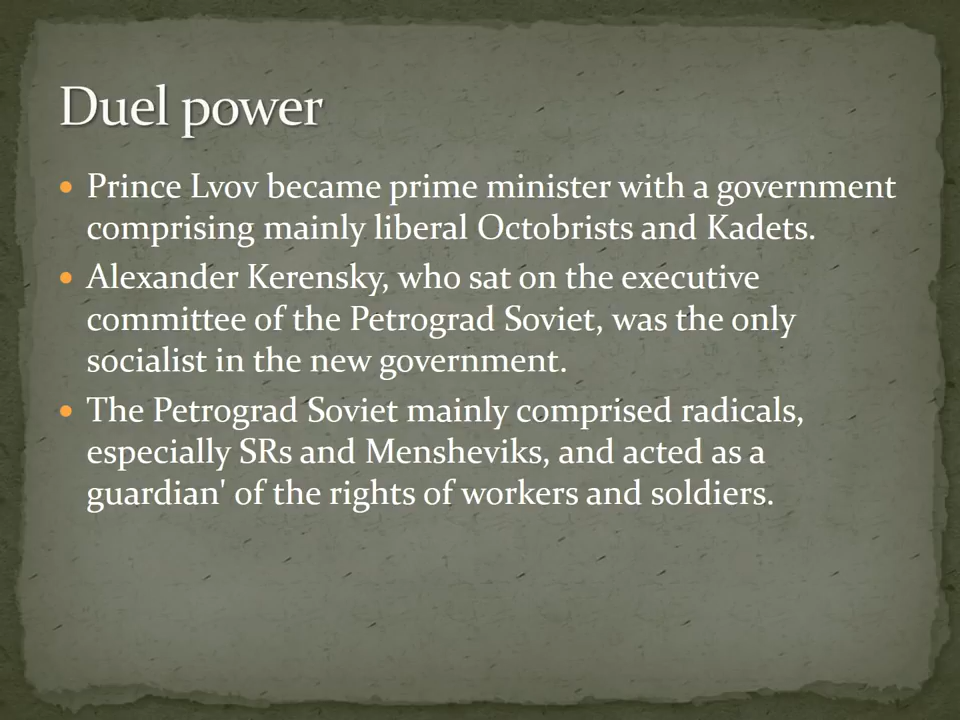 Duel power
• Prince Lvov became prime minister with a government
comprising mainly liberal Octobrists and Kadets.
• Alexander Kerensky, who sat on the executive
committee of the Petrograd Soviet, was the only
socialist in the new government.
• The Petrograd Soviet mainly comprised radicals,
especially SRs and Mensheviks, and acted as a
guardian' of the rights of workers and soldiers.